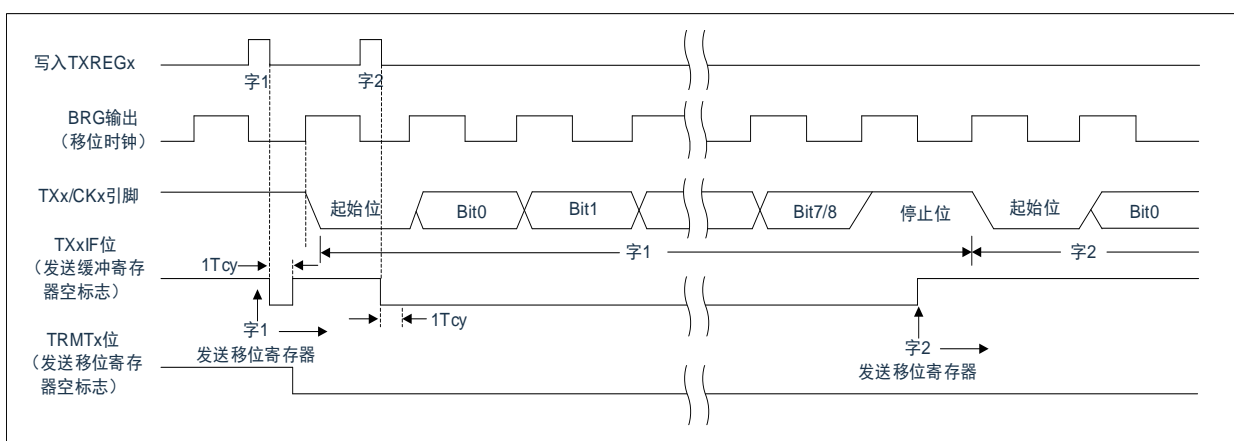 写入TXREGx
字1
字2
BRG输出
（移位时钟）
TXx/CKx引脚
起始位
Bit0
Bit1
Bit7/8
停止位
起始位
Bit0
TXxIF位
（发送缓冲寄存
器空标志）
1Tcy
字1
字2
1Tcy
字1
发送移位寄存器
字2
发送移位寄存器
TRMTx位
（发送移位寄存
器空标志）